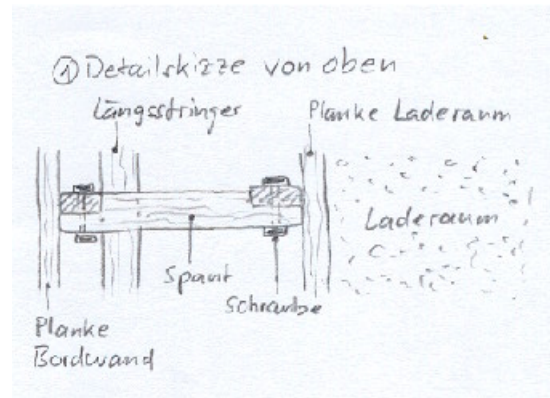 ① Detailskizze von oben
Längsstringer
Planke Laderaum
Laderaum
Spant
Schraube
Planke
Bordwand